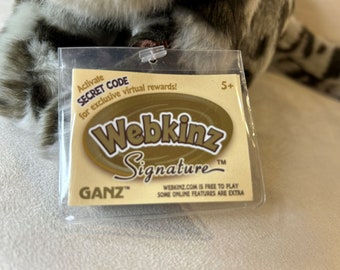 Activate
SECRET CODE
for exclusive virtual rewards!
5+
Webkinz
Signature™
GANZ™
WEBKINZ.COM IS FREE TO PLAY
SOME ONLINE FEATURES ARE EXTRA